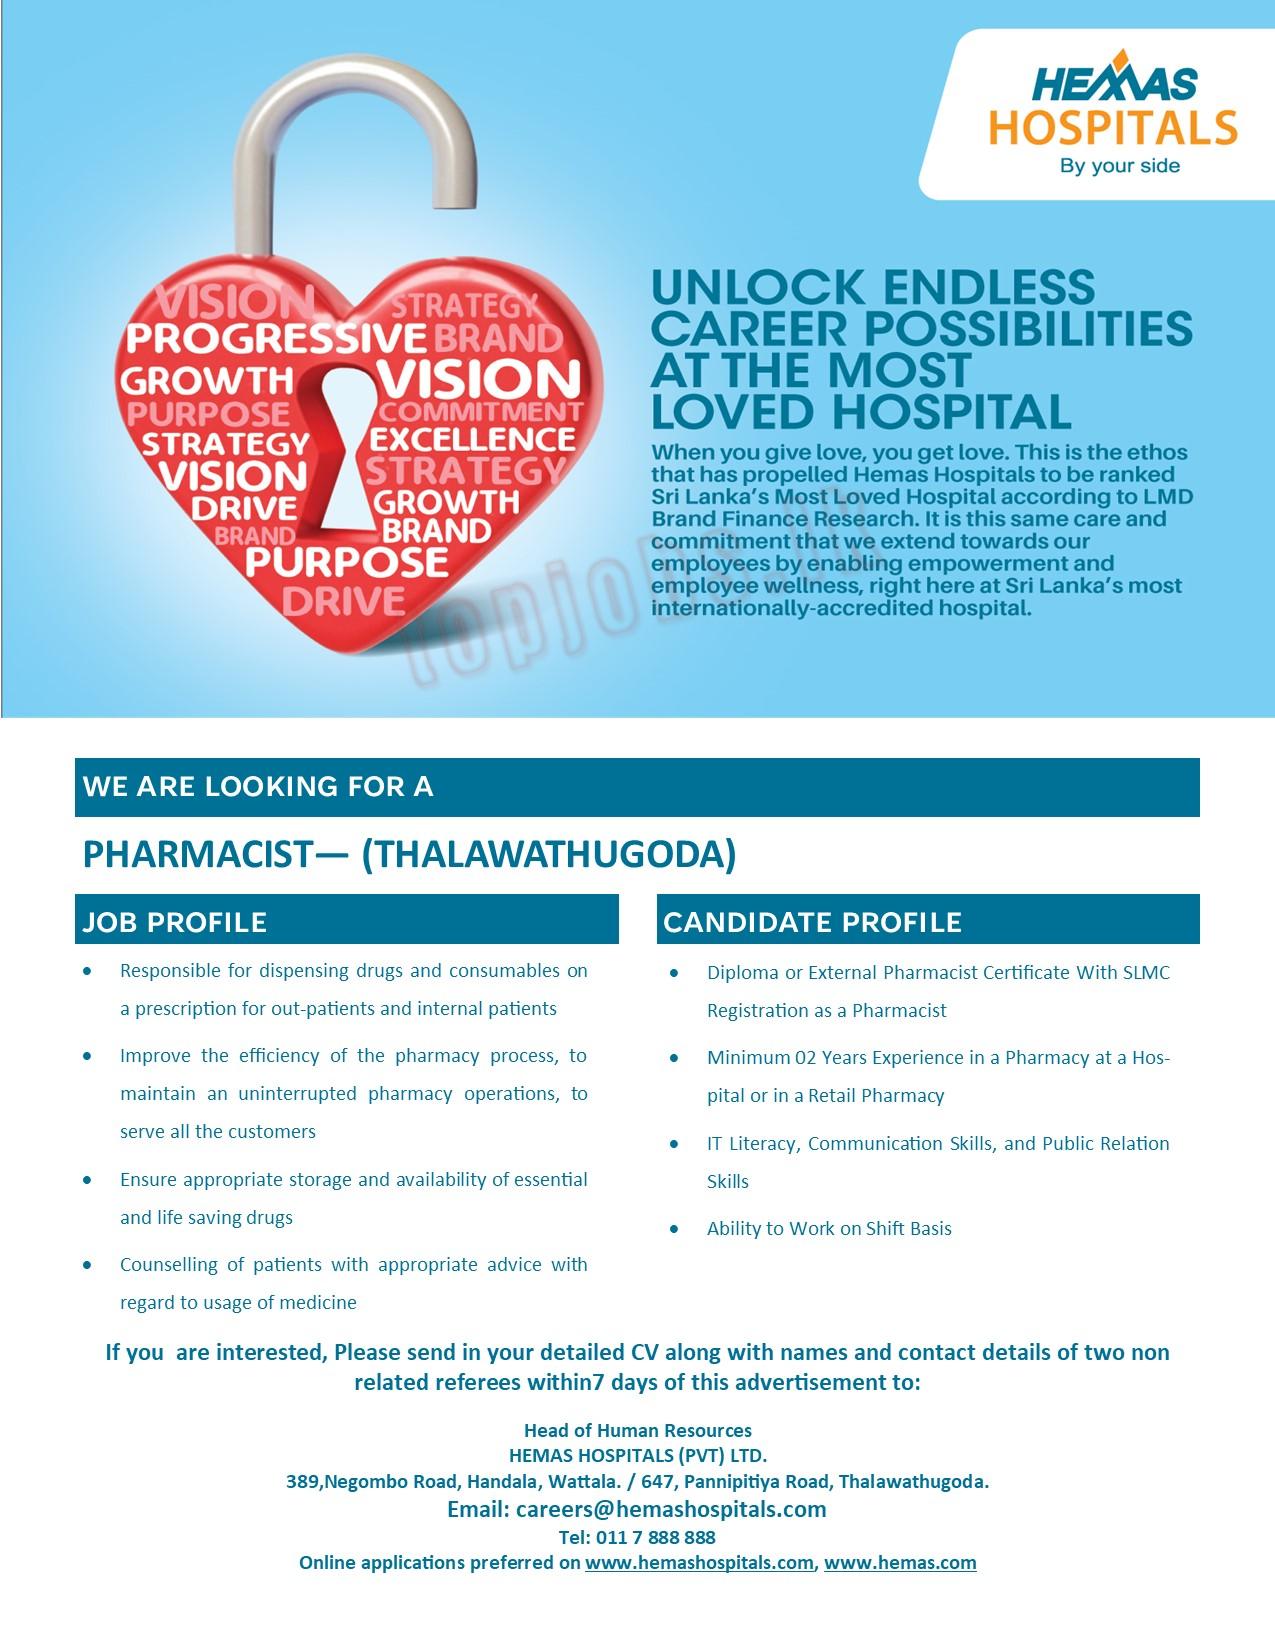 HEMAS
HOSPITALS
By your side
VISION STRATEGY
PROGRESSIVE BRAND
GROWTH VISION
PURPOSE COMMITMENT
STRATEGY EXCELLENCE
VISION STRATEGY
DRIVE GROWTH
BRAND BRAND
PURPOSE
DRIVE
UNLOCK ENDLESS
CAREER POSSIBILITIES
AT THE MOST
LOVED HOSPITAL
When you give love, you get love. This is the ethos
that has propelled Hemas Hospitals to be ranked
Sri Lanka's Most Loved Hospital according to LMD
Brand Finance Research. It is this same care and
commitment that we extend towards our
employees by enabling empowerment and
employee wellness, right here at Sri Lanka's most
internationally-accredited hospital.
Topjobs.lk
WE ARE LOOKING FOR A
PHARMACIST— (THALAWATHUGODA)
JOB PROFILE
• Responsible for dispensing drugs and consumables on
a prescription for out-patients and internal patients
• Improve the efficiency of the pharmacy process, to
maintain an uninterrupted pharmacy operations, to
serve all the customers
• Ensure appropriate storage and availability of essential
and life saving drugs
• Counselling of patients with appropriate advice with
regard to usage of medicine
CANDIDATE PROFILE
• Diploma or External Pharmacist Certificate With SLMC
Registration as a Pharmacist
• Minimum 02 Years Experience in a Pharmacy at a Hos-
pital or in a Retail Pharmacy
• IT Literacy, Communication Skills, and Public Relation
Skills
• Ability to Work on Shift Basis
If you are interested, Please send in your detailed CV along with names and contact details of two non
related referees within7 days of this advertisement to:
Head of Human Resources
HEMAS HOSPITALS (PVT) LTD.
389,Negombo Road, Handala, Wattala. / 647, Pannipitiya Road, Thalawathugoda.
Email: careers@hemashospitals.com
Tel: 011 7 888 888
Online applications preferred on www.hemashospitals.com, www.hemas.com